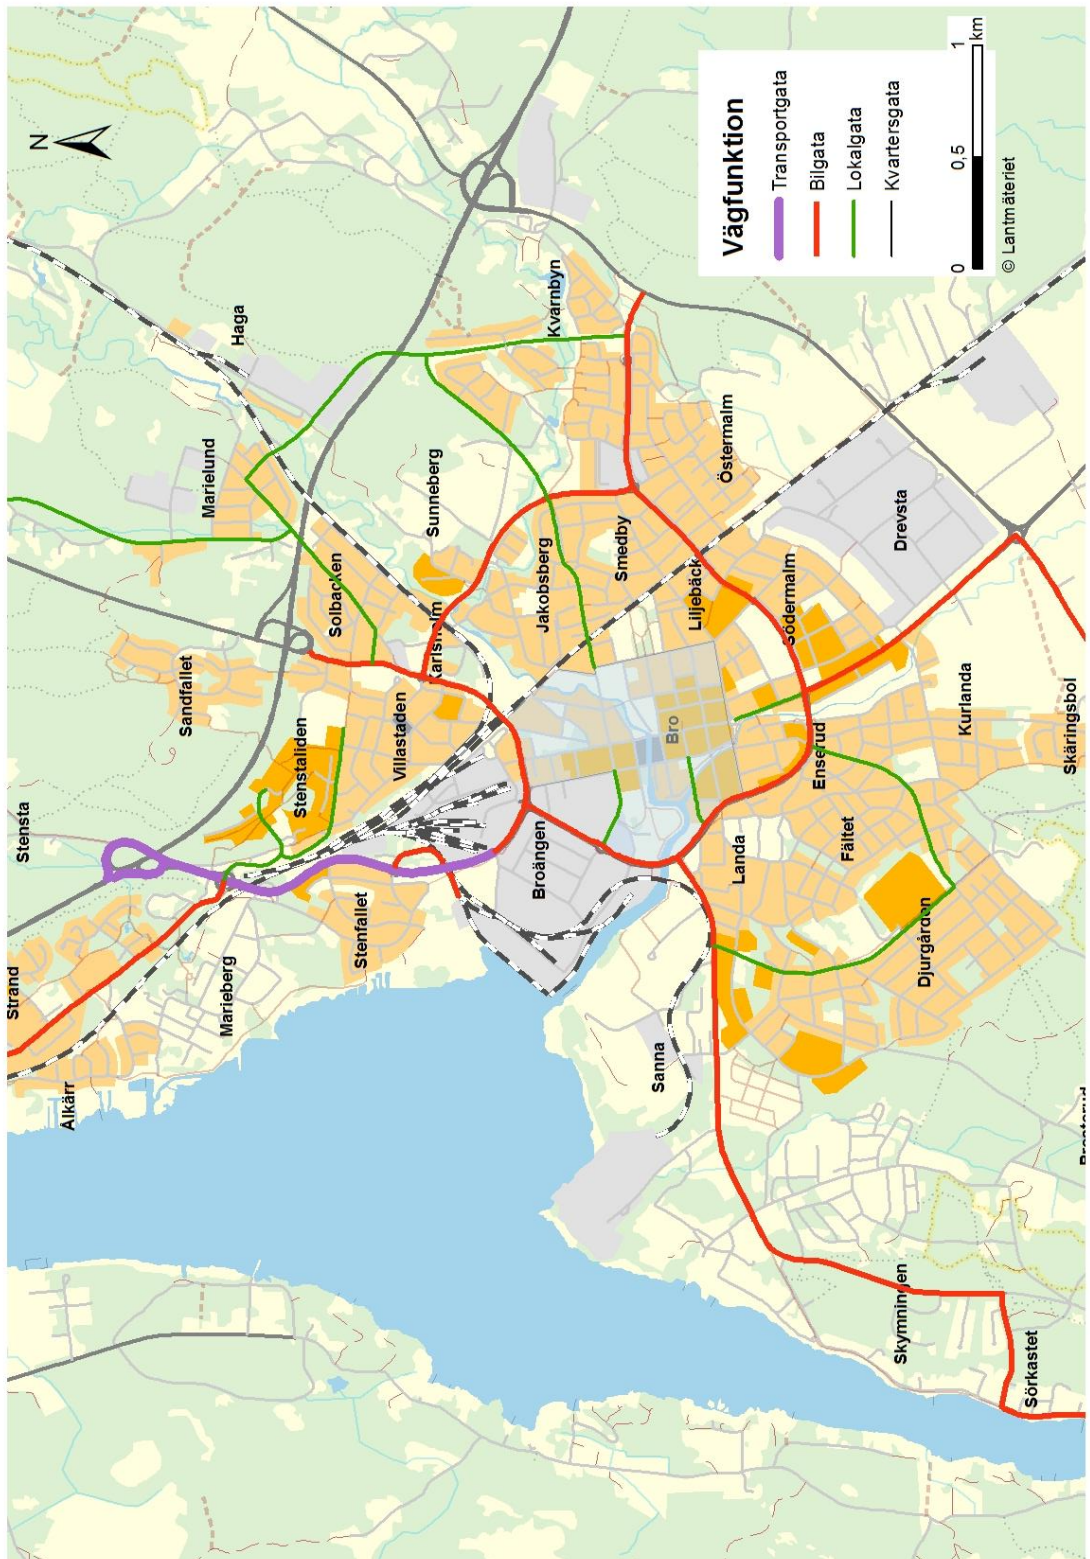 Strand
Stensta
N
Ålkärr
Sandfallet
Marielund
Marieberg
Haga
Stenstaliden
Solbacken
Stenfallet
Villastaden
Sunneberg
Karlsholm
Broängen
Jakobsberg
Kvarnbyn
Smedby
Sanna
Bro
Liljebäck
Östermalm
Landa
Södermalm
Enserud
Fältet
Skymningen
Drevsta
Djurgården
Kurlanda
Sörkastet
Skäringsbol
Vägfunktion
Transportgata
Bilgata
Lokalgata
Kvartersgata
0 0,5 1
km
© Lantmäteriet